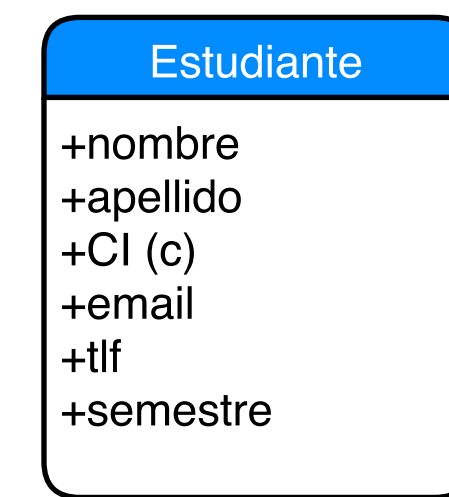 Estudiante
+nombre
+apellido
+CI (c)
+email
+tlf
+semestre